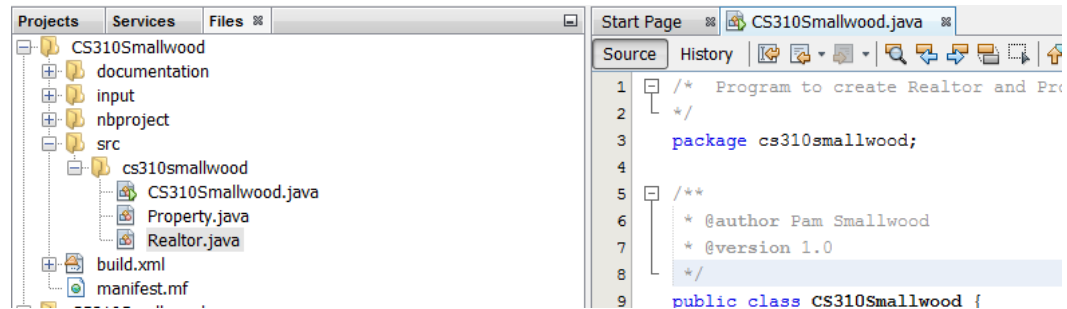 Projects Services Files
CS310Smallwood
documentation
input
nbproject
src
cs310smallwood
CS310Smallwood.java
Property.java
Realtor.java
build.xml
manifest.mf
Start Page CS310Smallwood.java
Source History
1 /* Program to create Realtor and Pro
2 */
3 package cs310smallwood;
4
5 /**
6 * @author Pam Smallwood
7 * @version 1.0
8 */
9 public class CS310Smallwood {